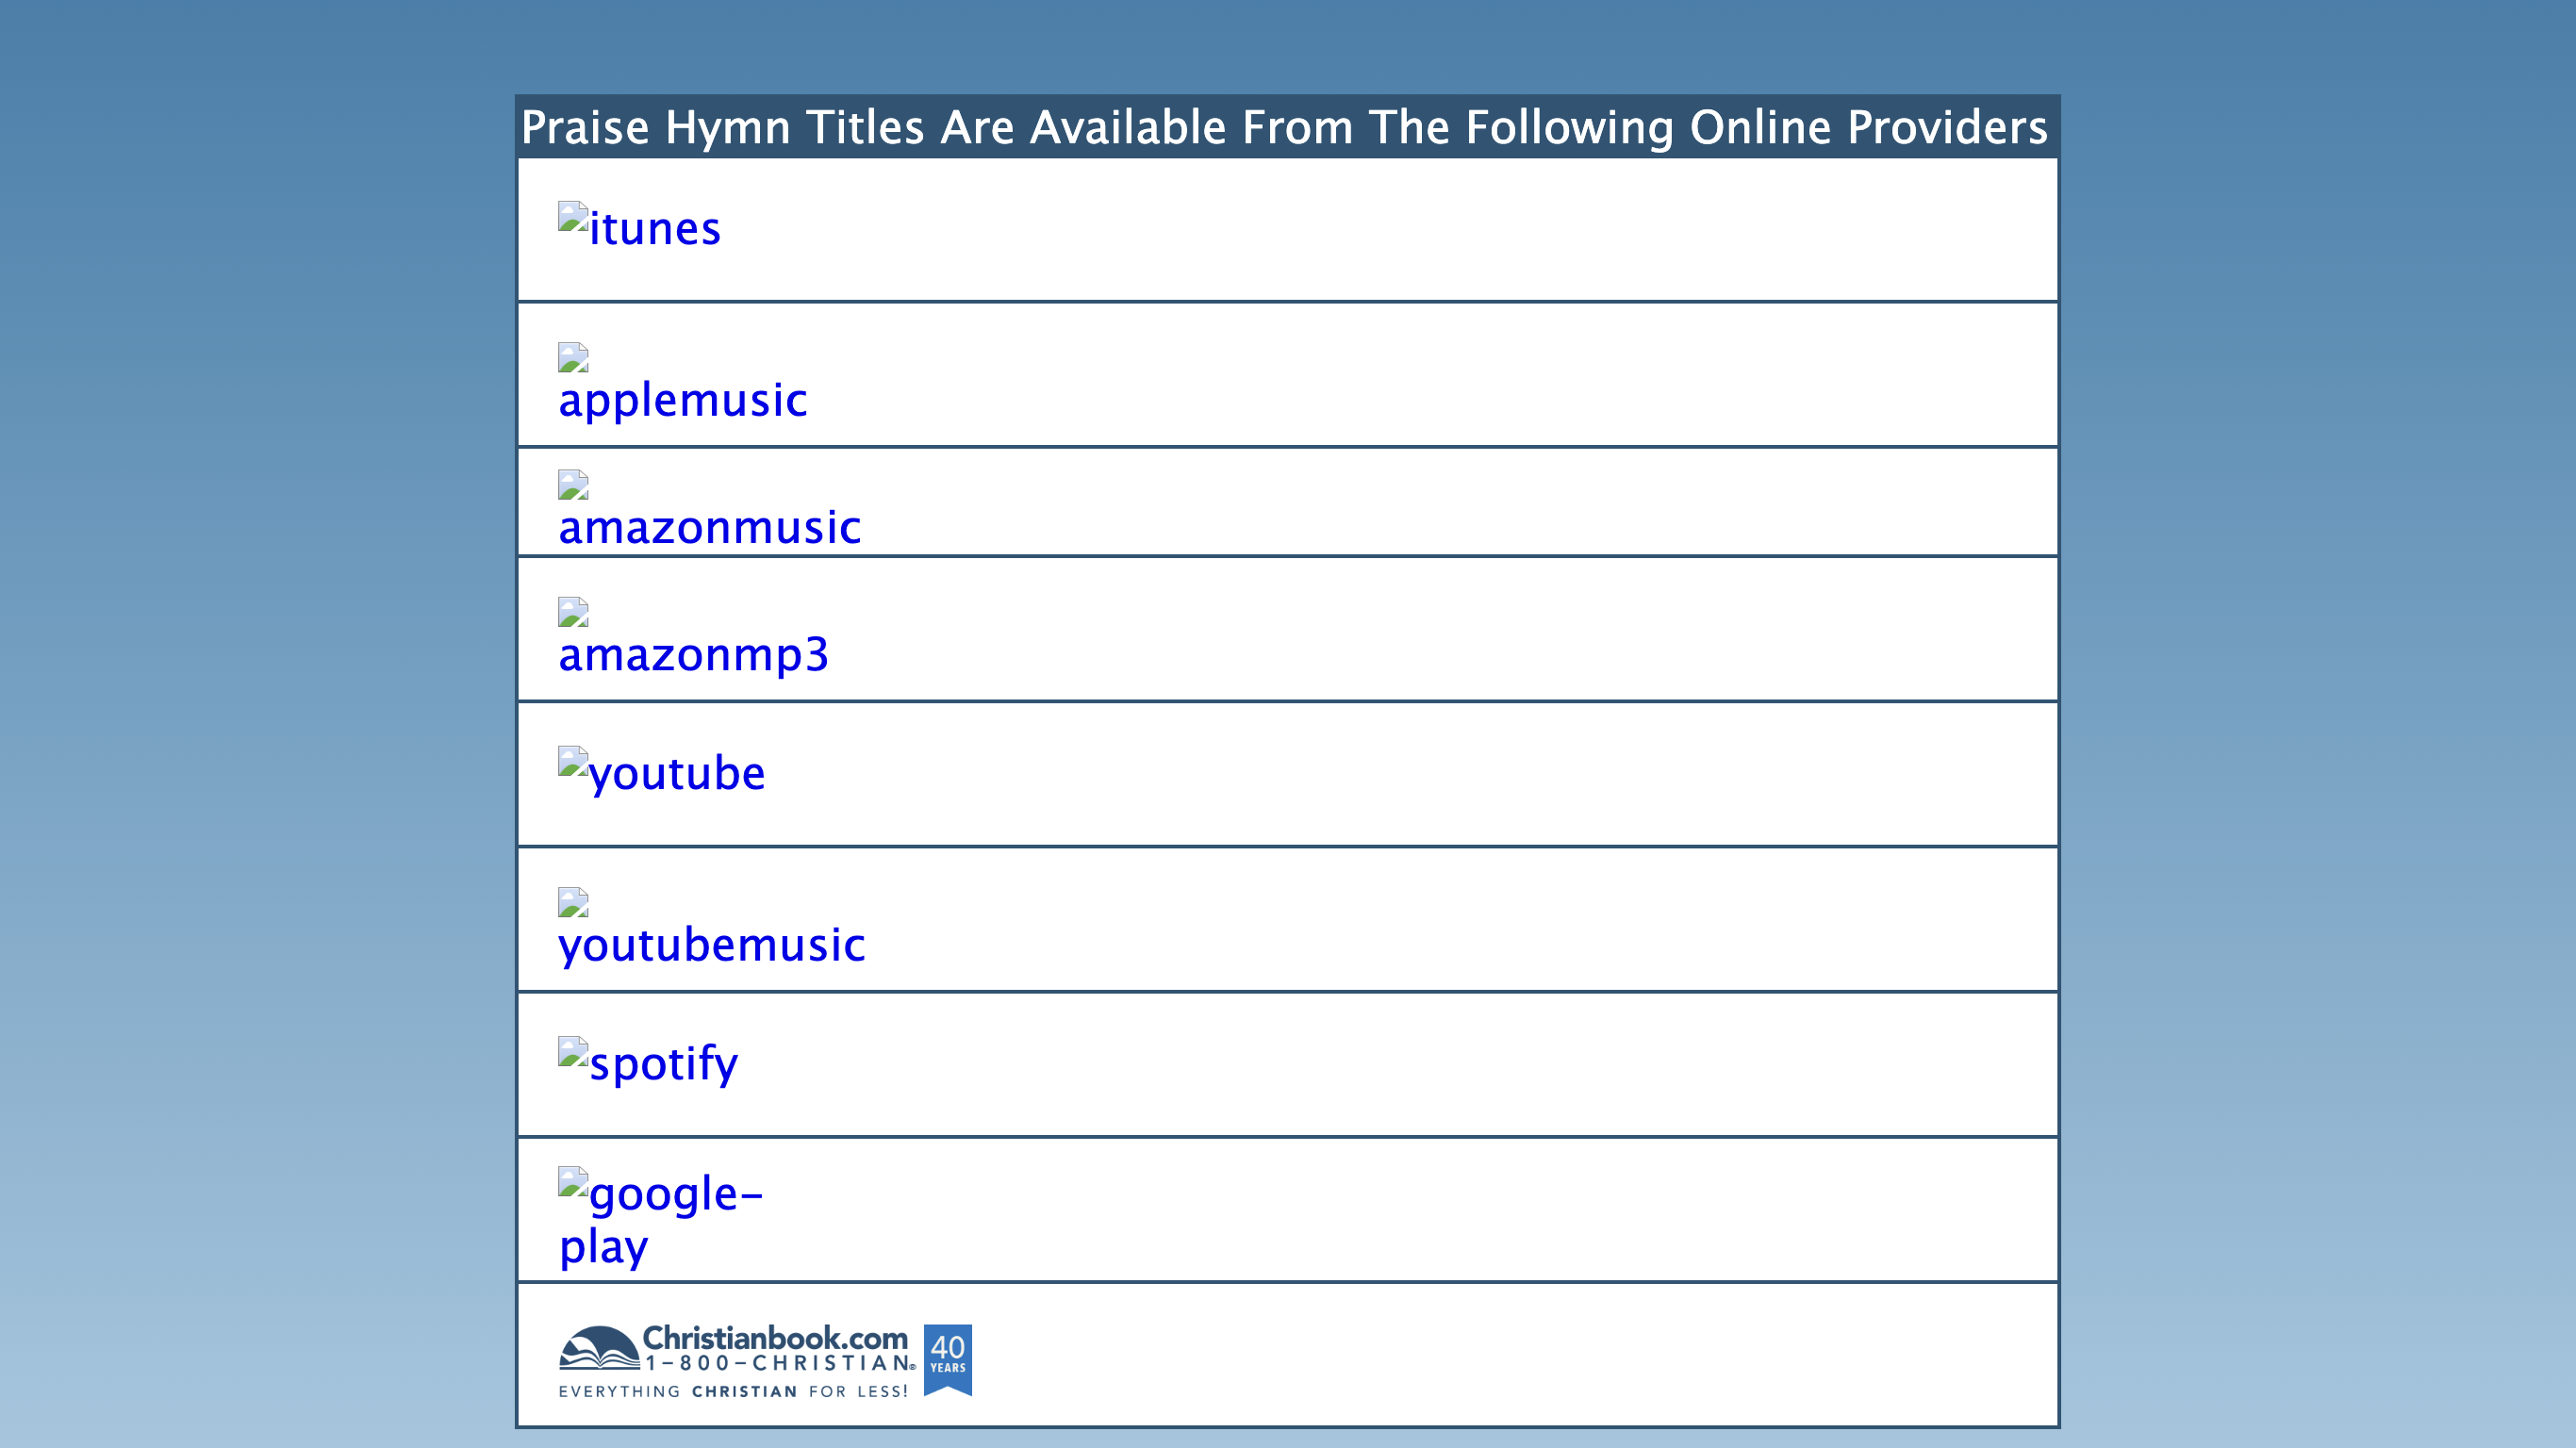 Praise Hymn Titles Are Available From The Following Online Providers
itunes
applemusic
amazonmusic
amazonmp3
youtube
youtubemusic
spotify
google-
play
Christianbook.com
1-800-CHRISTIAN®
EVERYTHING CHRISTIAN FOR LESS!
40
YEARS